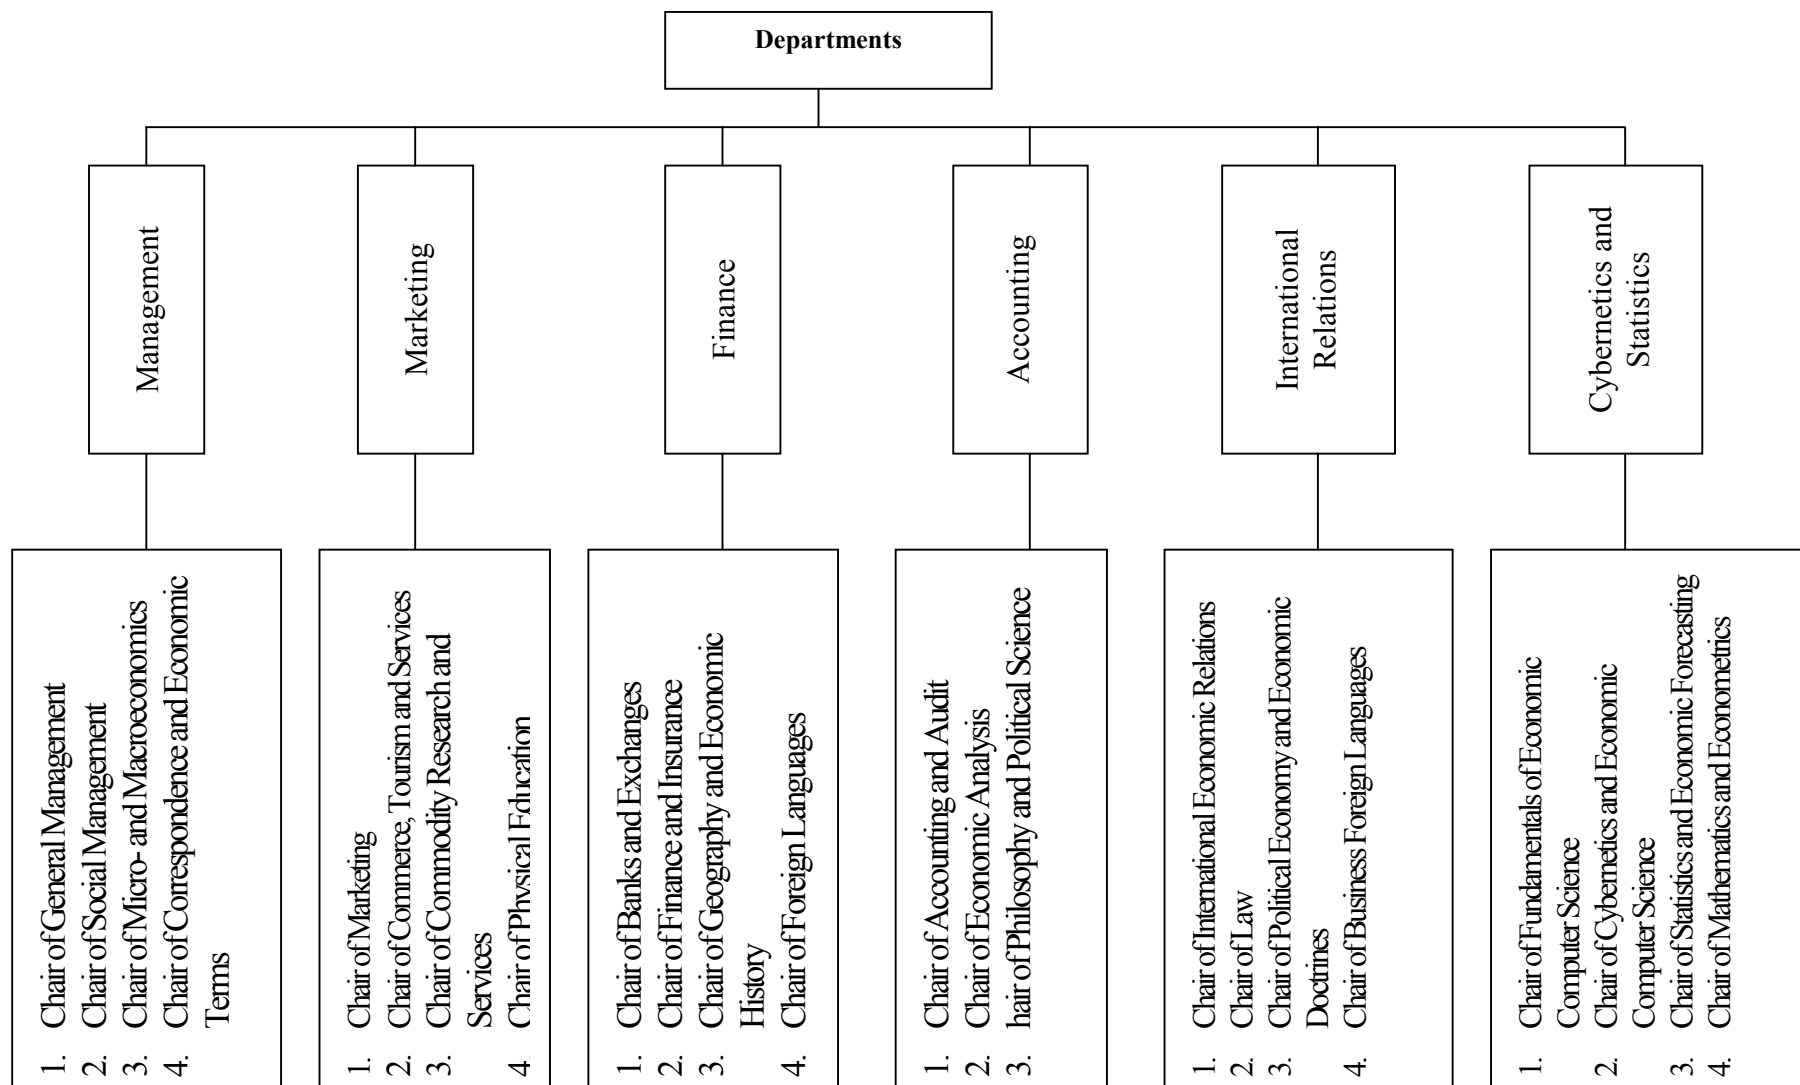 Departments
Management
Marketing
Finance
Accounting
International
Relations
Cybernetics and
Statistics
1. Chair of General Management
2. Chair of Social Management
3. Chair of Micro- and Macroeconomics
4. Chair of Correspondence and Economic
Terms
1. Chair of Marketing
2. Chair of Commerce, Tourism and Services
3. Chair of Commodity Research and
Services
4 Chair of Physical Education
1. Chair of Banks and Exchanges
2. Chair of Finance and Insurance
3. Chair of Geography and Economic
History
4. Chair of Foreign Languages
1. Chair of Accounting and Audit
2. Chair of Economic Analysis
3. hair of Philosophy and Political Science
1. Chair of International Economic Relations
2. Chair of Law
3. Chair of Political Economy and Economic
Doctrines
4. Chair of Business Foreign Languages
1. Chair of Fundamentals of Economic
Computer Science
2. Chair of Cybernetics and Economic
Computer Science
3. Chair of Statistics and Economic Forecasting
4. Chair of Mathematics and Econometrics